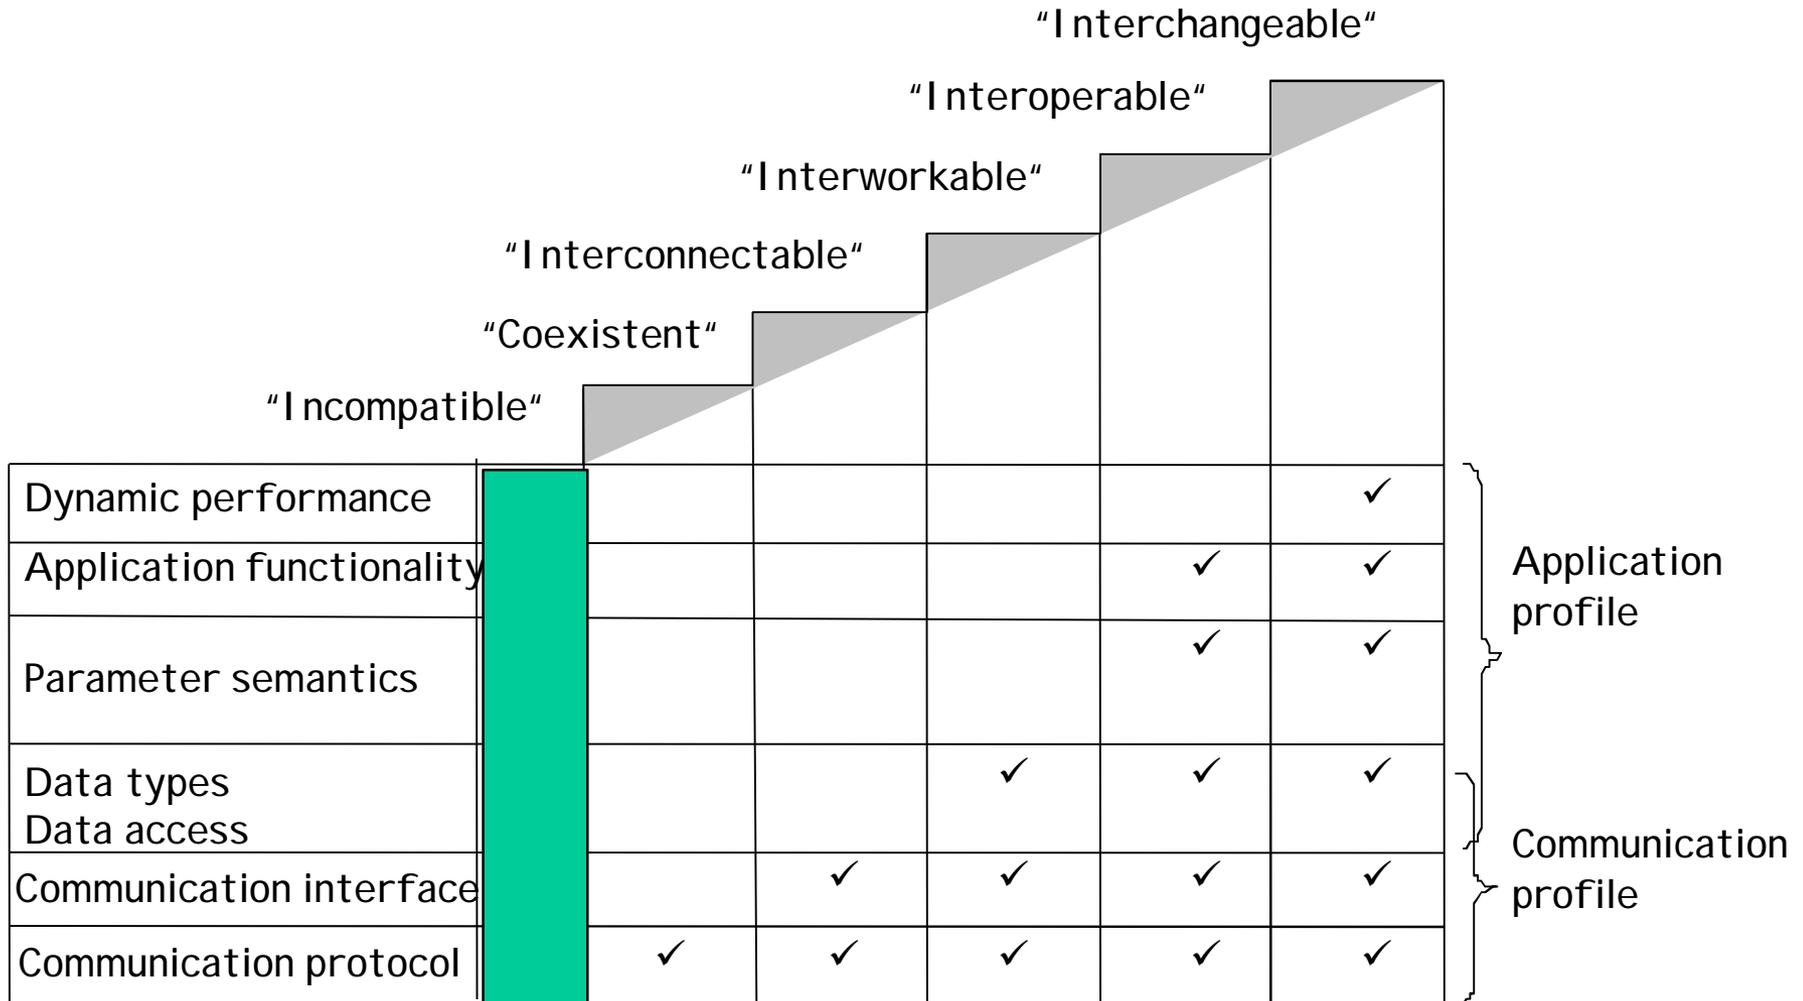 “Interchangeable“
“Interoperable“
“Interworkable“
“Interconnectable“
“Coexistent“
“Incompatible“
Dynamic performance
✓
Application functionality
✓ ✓
Application
profile
Parameter semantics
✓ ✓
Data types
✓ ✓ ✓
Data access
Communication
profile
Communication interface
✓ ✓ ✓ ✓
Communication protocol
✓ ✓ ✓ ✓ ✓